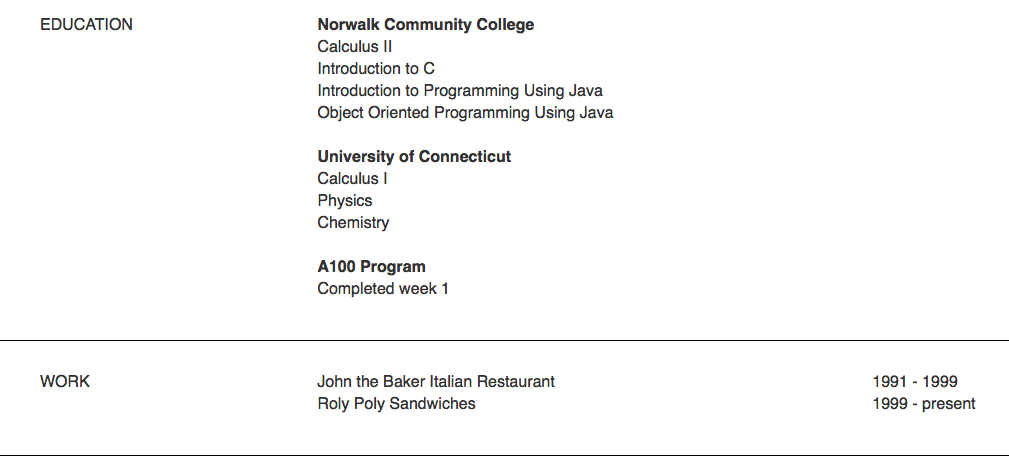 EDUCATION
Norwalk Community College
Calculus II
Introduction to C
Introduction to Programming Using Java
Object Oriented Programming Using Java
University of Connecticut
Calculus I
Physics
Chemistry
A100 Program
Completed week 1
WORK
John the Baker Italian Restaurant 1991 - 1999
Roly Poly Sandwiches 1999 - present